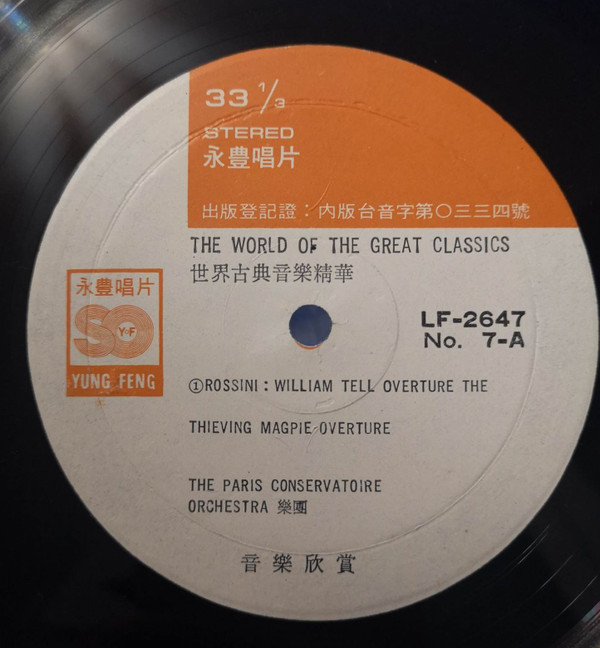 33 1/3
STEREO
永豐唱片
出版登記證：內版台音字第〇三三四號
THE WORLD OF THE GREAT CLASSICS
世界古典音樂精華
永豐唱片
Y&F
YUNG FENG
LF-2647
No. 7-A
①ROSSINI: WILLIAM TELL OVERTURE THE
THIEVING MAGPIE OVERTURE
THE PARIS CONSERVATOIRE
ORCHESTRA 樂團
音樂欣賞